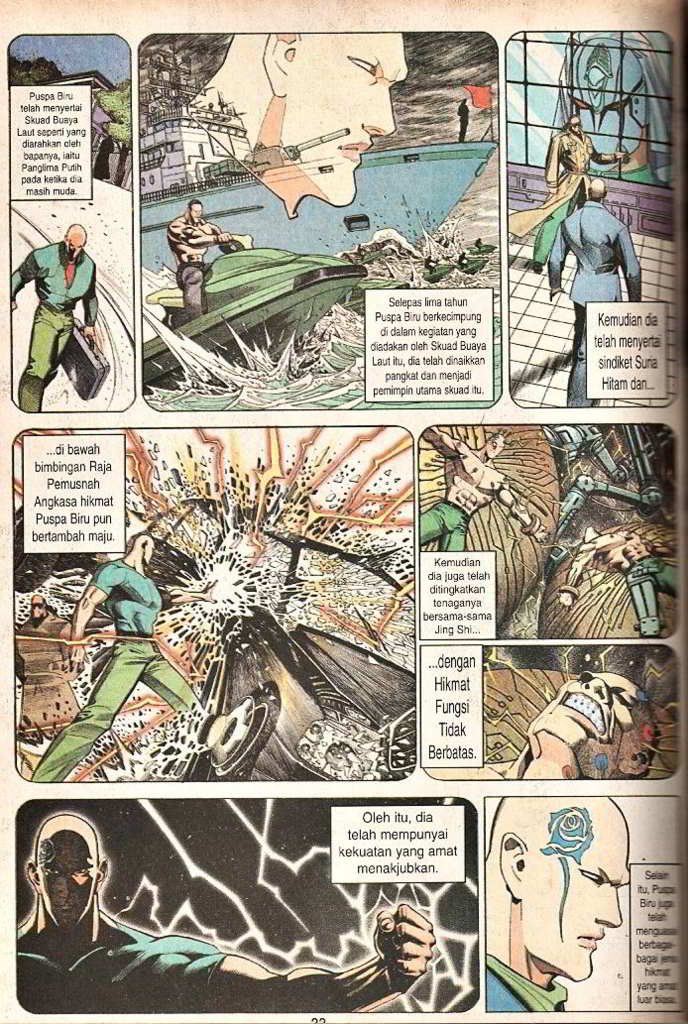 Puspa Biru
telah menyertai
Skuad Buaya
Laut seperti yang
diarahkan oleh
bapanya, iaitu
Panglima Putih
pada ketika dia
masih muda.
Selepas lima tahun
Puspa Biru berkecimpung
di dalam kegiatan yang
diadakan oleh Skuad Buaya
Laut itu, dia telah dinaikkan
pangkat dan menjadi
pemimpin utama skuad itu.
Kemudian dia
telah menyertai
sindiket Suria
Hitam dan...
...di bawah
bimbingan Raja
Pemusnah
Angkasa hikmat
Puspa Biru pun
bertambah maju.
Kemudian
dia juga telah
ditingkatkan
tenaganya
bersama-sama
Jing Shi...
...dengan
Hikmat
Fungsi
Tidak
Berbatas.
Oleh itu, dia
telah mempunyai
kekuatan yang amat
menakjubkan.
Selain
itu, Puspa
Biru juga
telah
menguasai
berbagai-
bagai jenis
hikmat
yang amat
luar biasa.
22